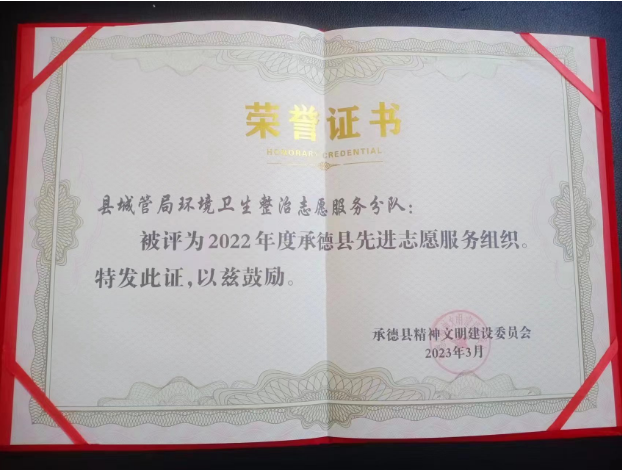 荣誉证书
HONORARY CREDENTIAL
县城管局环境卫生整治志愿服务分队：
被评为2022年度承德县先进志愿服务组织。
特发此证，以兹鼓励。
承德县精神文明建设委员会
2023年3月